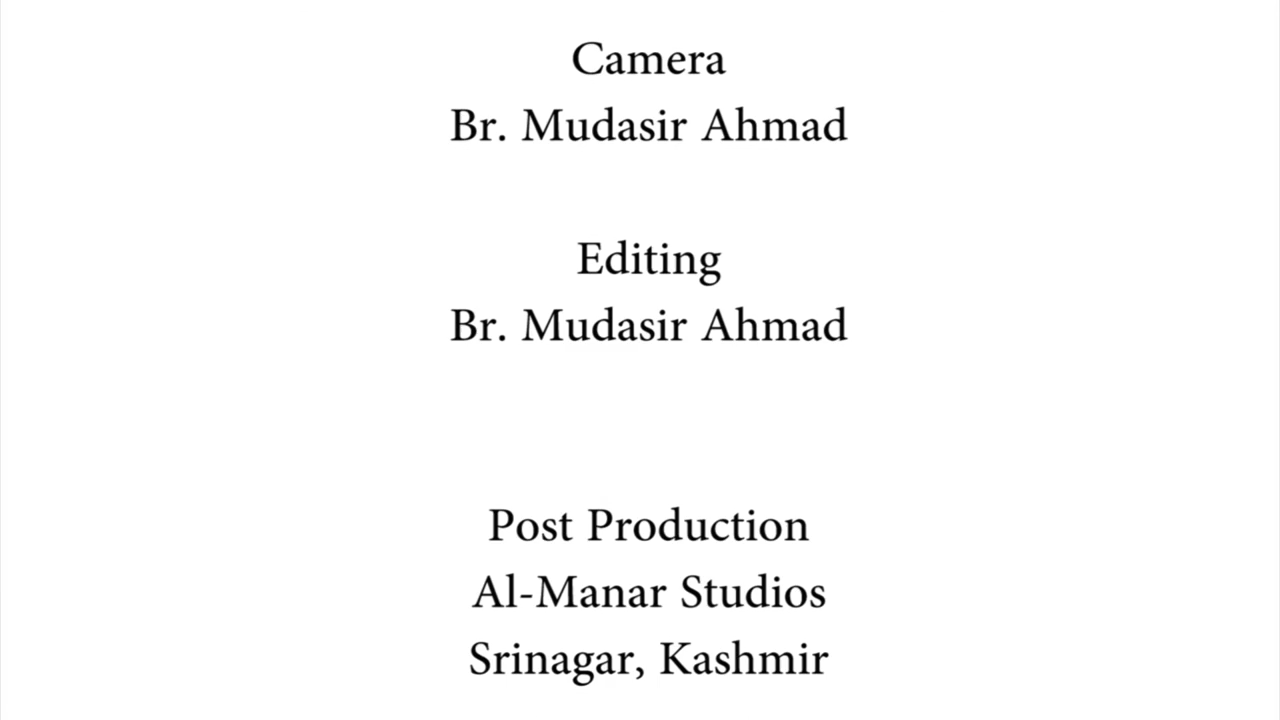 Camera
Br. Mudasir Ahmad
Editing
Br. Mudasir Ahmad
Post Production
Al-Manar Studios
Srinagar, Kashmir